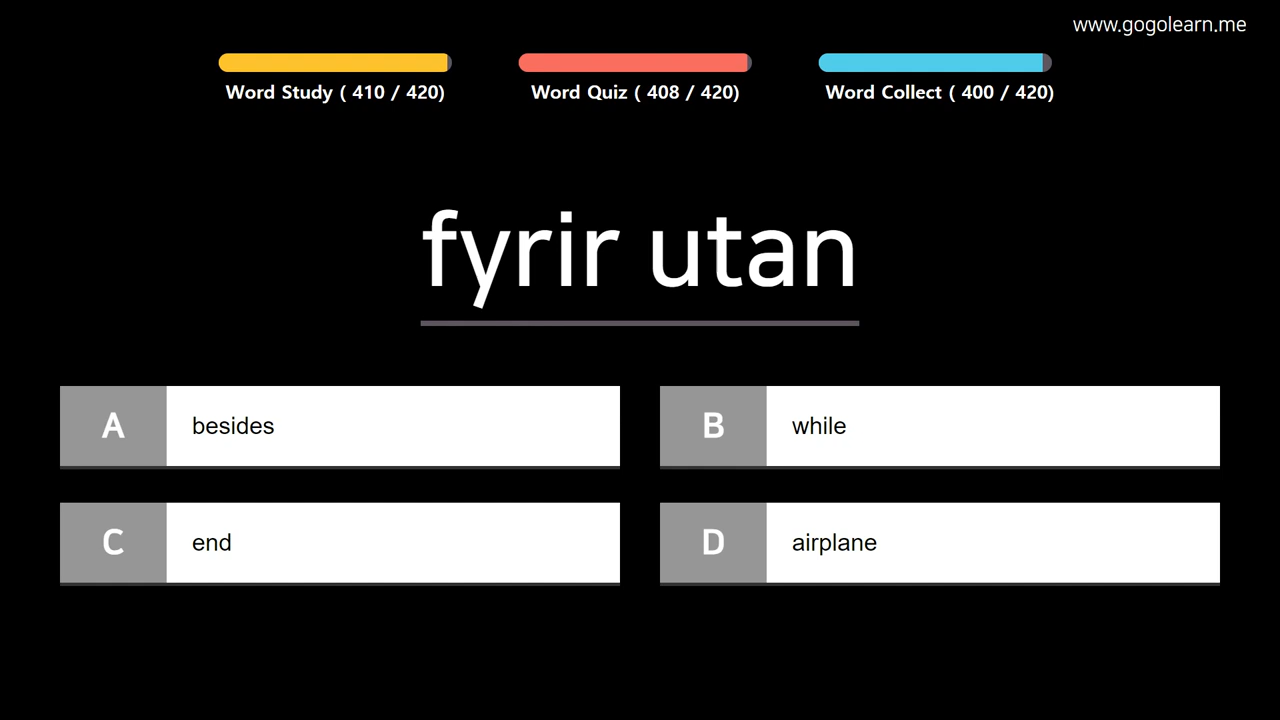 www.gogolearn.me
Word Study ( 410 / 420)
Word Quiz ( 408 / 420)
Word Collect ( 400 / 420)
fyrir utan
A besides
B while
C end
D airplane